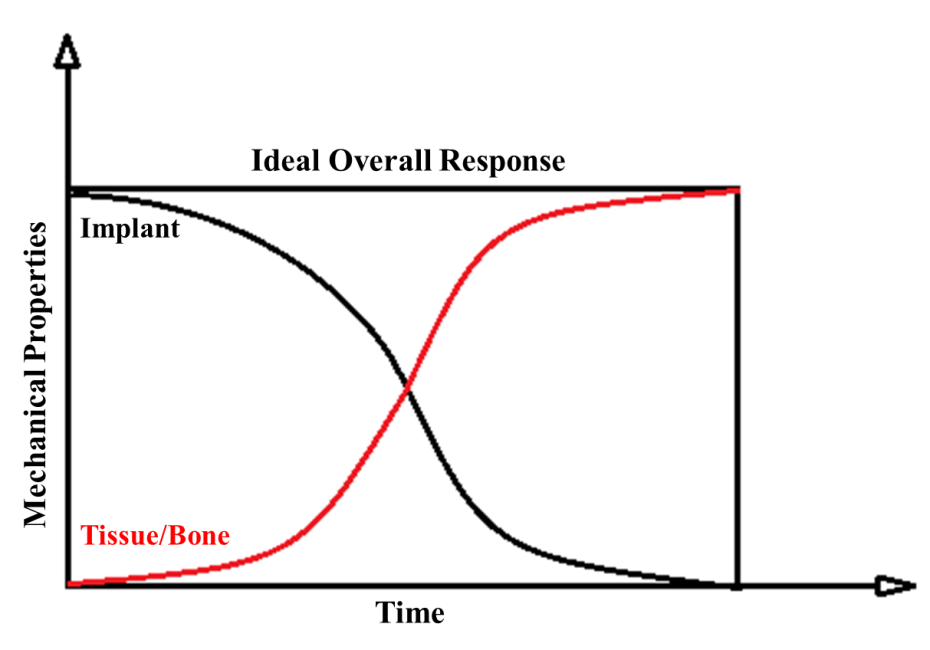 Ideal Overall Response
Implant
Mechanical Properties
Tissue/Bone
Time